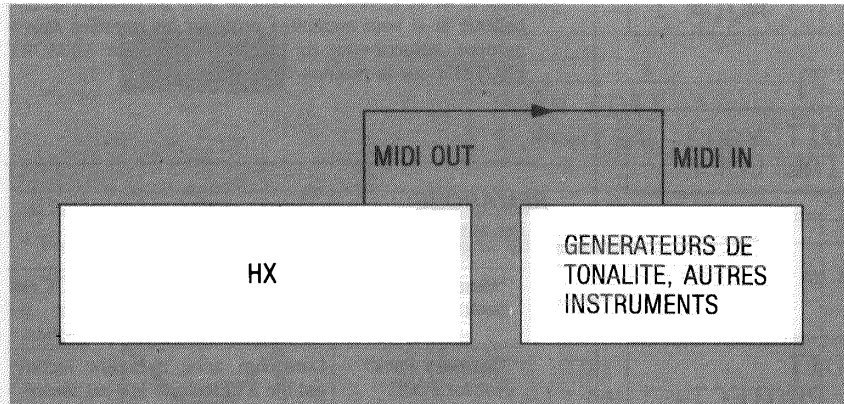 MIDI OUT
MIDI IN
HX
GENERATEURS DE
TONALITE, AUTRES
INSTRUMENTS